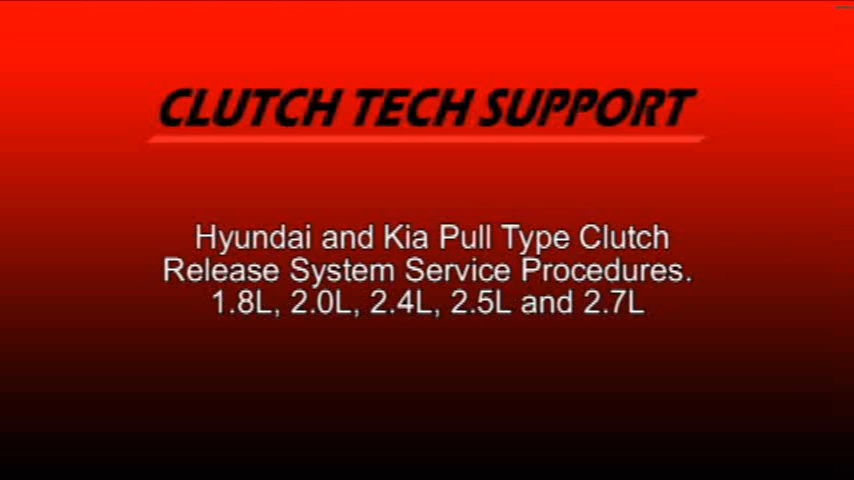 CLUTCH TECH SUPPORT
Hyundai and Kia Pull Type Clutch
Release System Service Procedures.
1.8L, 2.0L, 2.4L, 2.5L and 2.7L